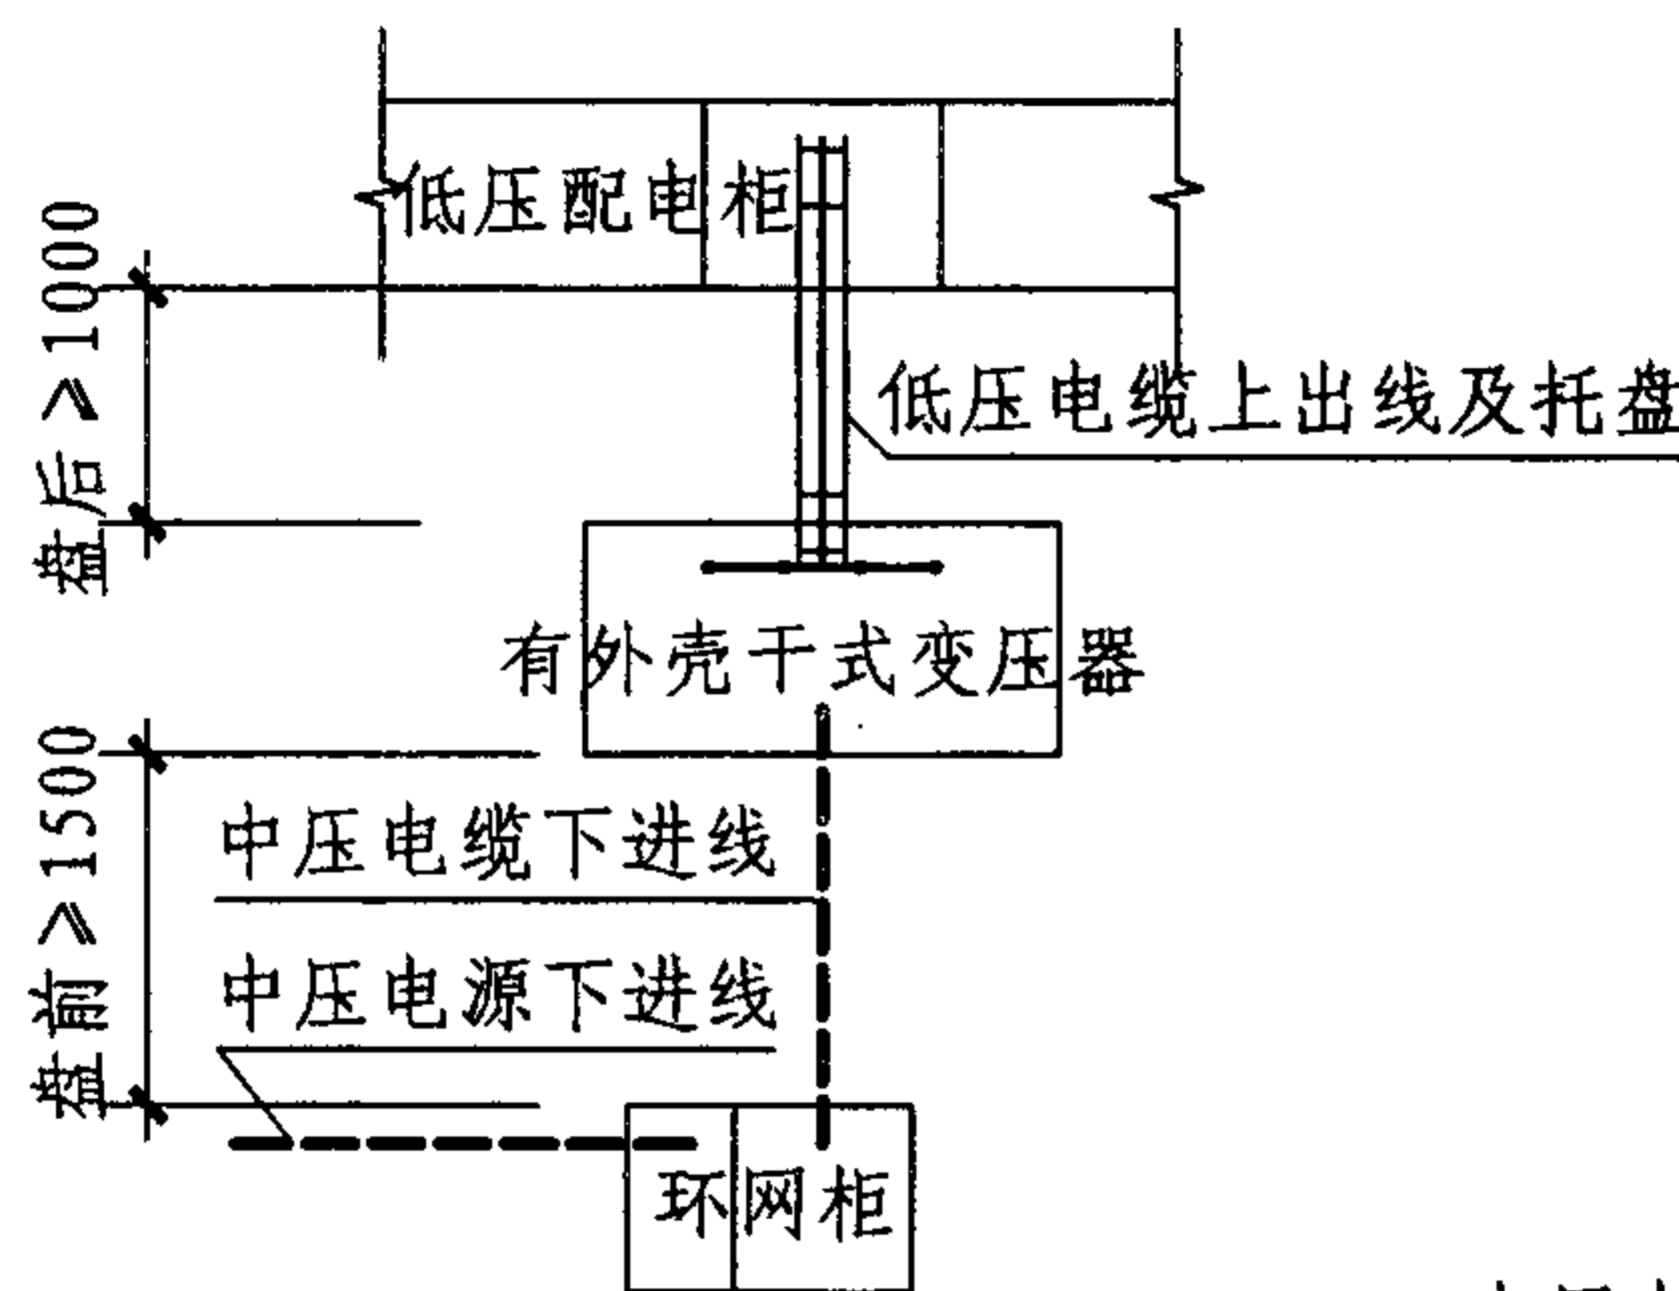 低压配电柜
盘后≥1000
低压电缆上出线及托盘
有外壳干式变压器
盘前≥1500
中压电缆下进线
中压电源下进线
环网柜